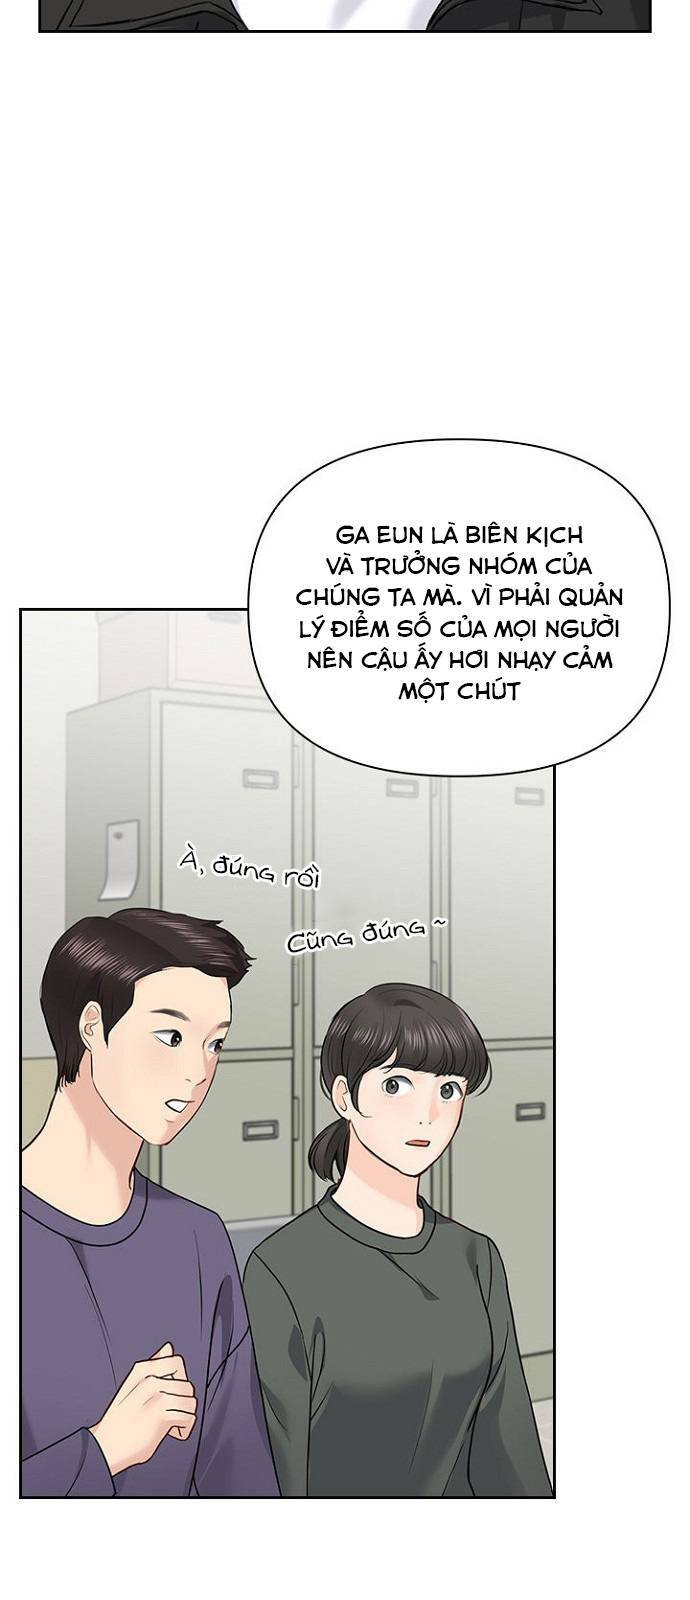 GA EUN LÀ BIÊN KỊCH
VÀ TRƯỞNG NHÓM CỦA
CHÚNG TA MÀ. VÌ PHẢI QUẢN
LÝ ĐIỂM SỐ CỦA MỌI NGƯỜI
NÊN CẬU ẤY HƠI NHẠY CẢM
MỘT CHÚT
À, đúng rồi
Cũng đúng ~